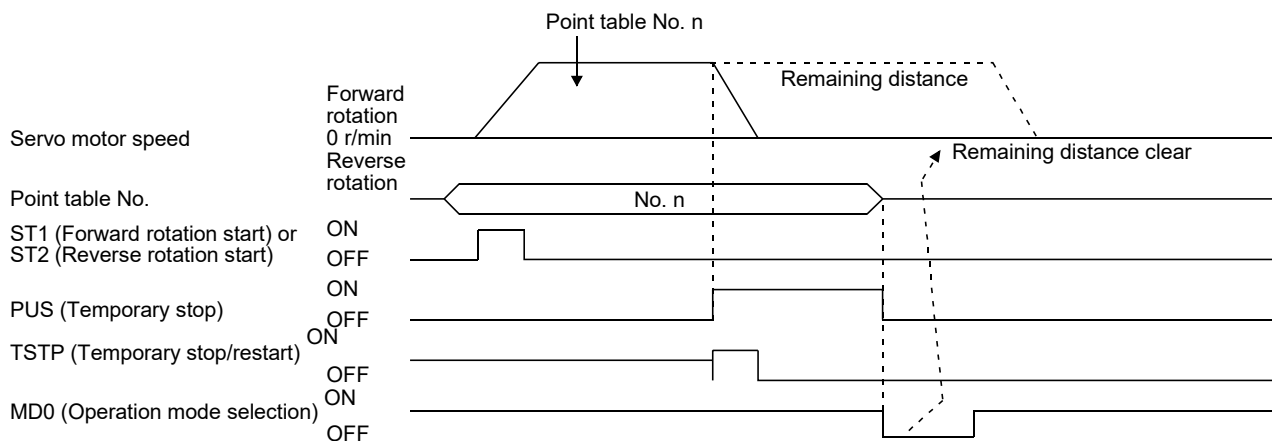 Point table No. n
Remaining distance
Forward
rotation
Servo motor speed
0 r/min
Reverse
rotation
Remaining distance clear
Point table No.
No. n
ST1 (Forward rotation start) or
ST2 (Reverse rotation start)
ON
OFF
PUS (Temporary stop)
ON
OFF
TSTP (Temporary stop/restart)
ON
OFF
MD0 (Operation mode selection)
ON
OFF